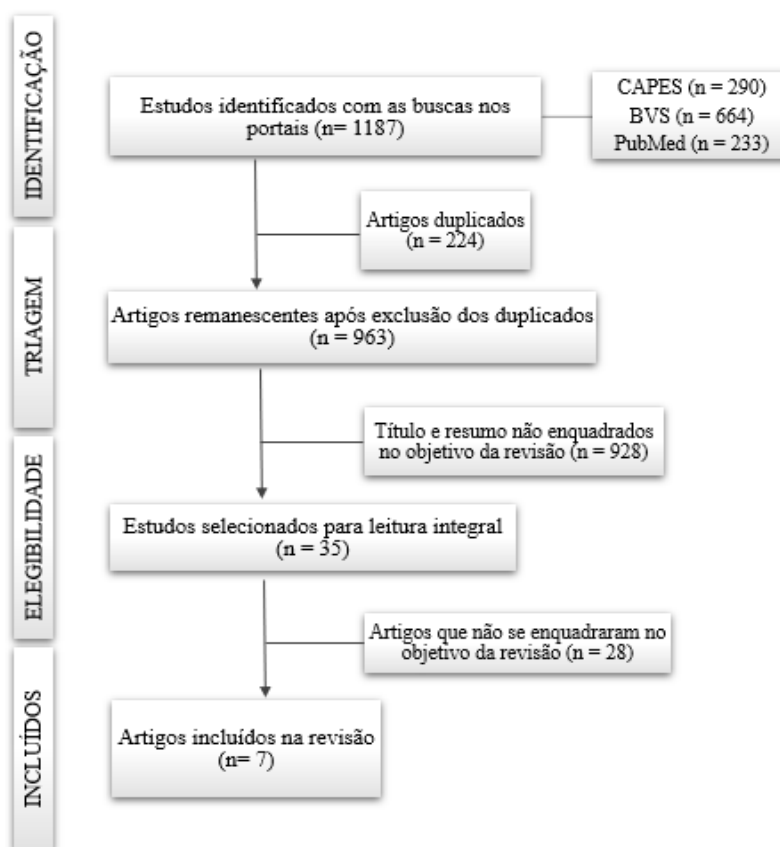 IDENTIFICAÇÃO
Estudos identificados com as buscas nos
portais (n= 1187)
CAPES (n = 290)
BVS (n = 664)
PubMed (n = 233)
Artigos duplicados
(n = 224)
TRIAGEM
Artigos remanescentes após exclusão dos duplicados
(n = 963)
Título e resumo não enquadrados
no objetivo da revisão (n = 928)
ELEGIBILIDADE
Estudos selecionados para leitura integral
(n = 35)
Artigos que não se enquadraram no
objetivo da revisão (n = 28)
INCLUÍDOS
Artigos incluídos na revisão
(n= 7)